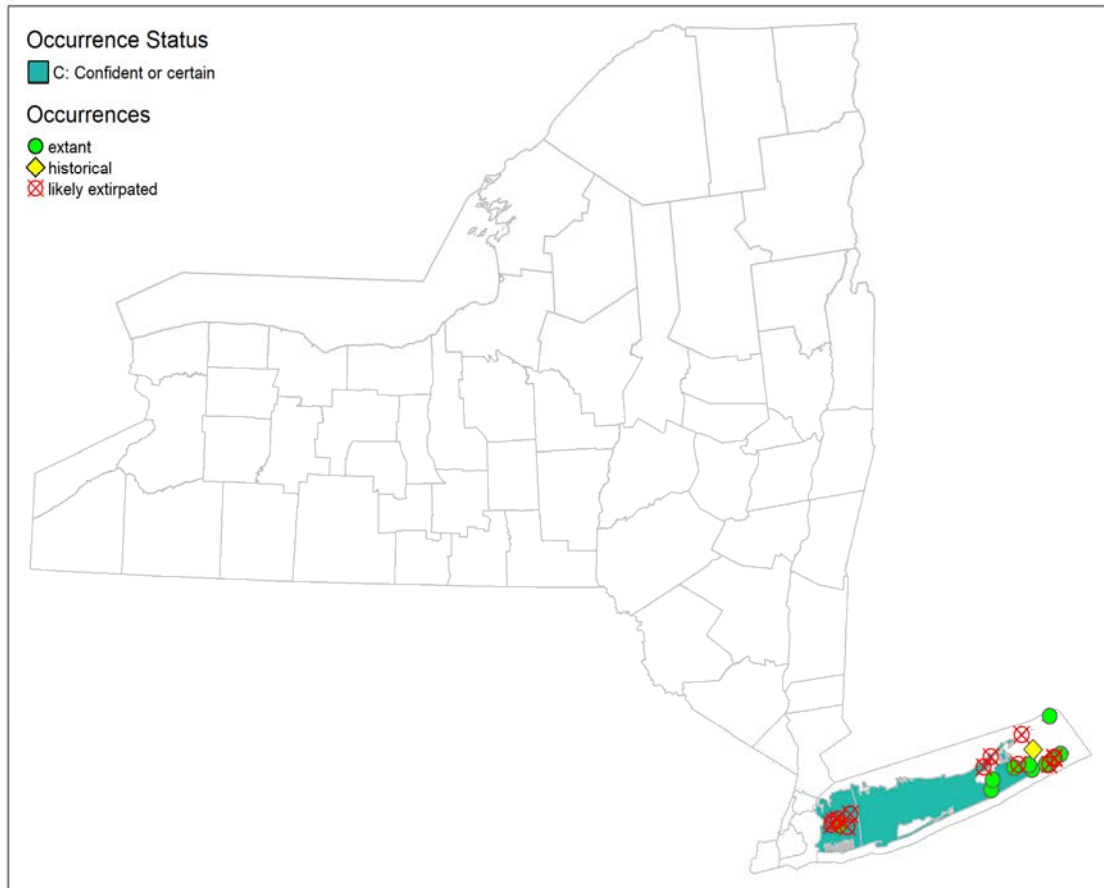 Occurrence Status
C: Confident or certain
Occurrences
extant
historical
likely extirpated